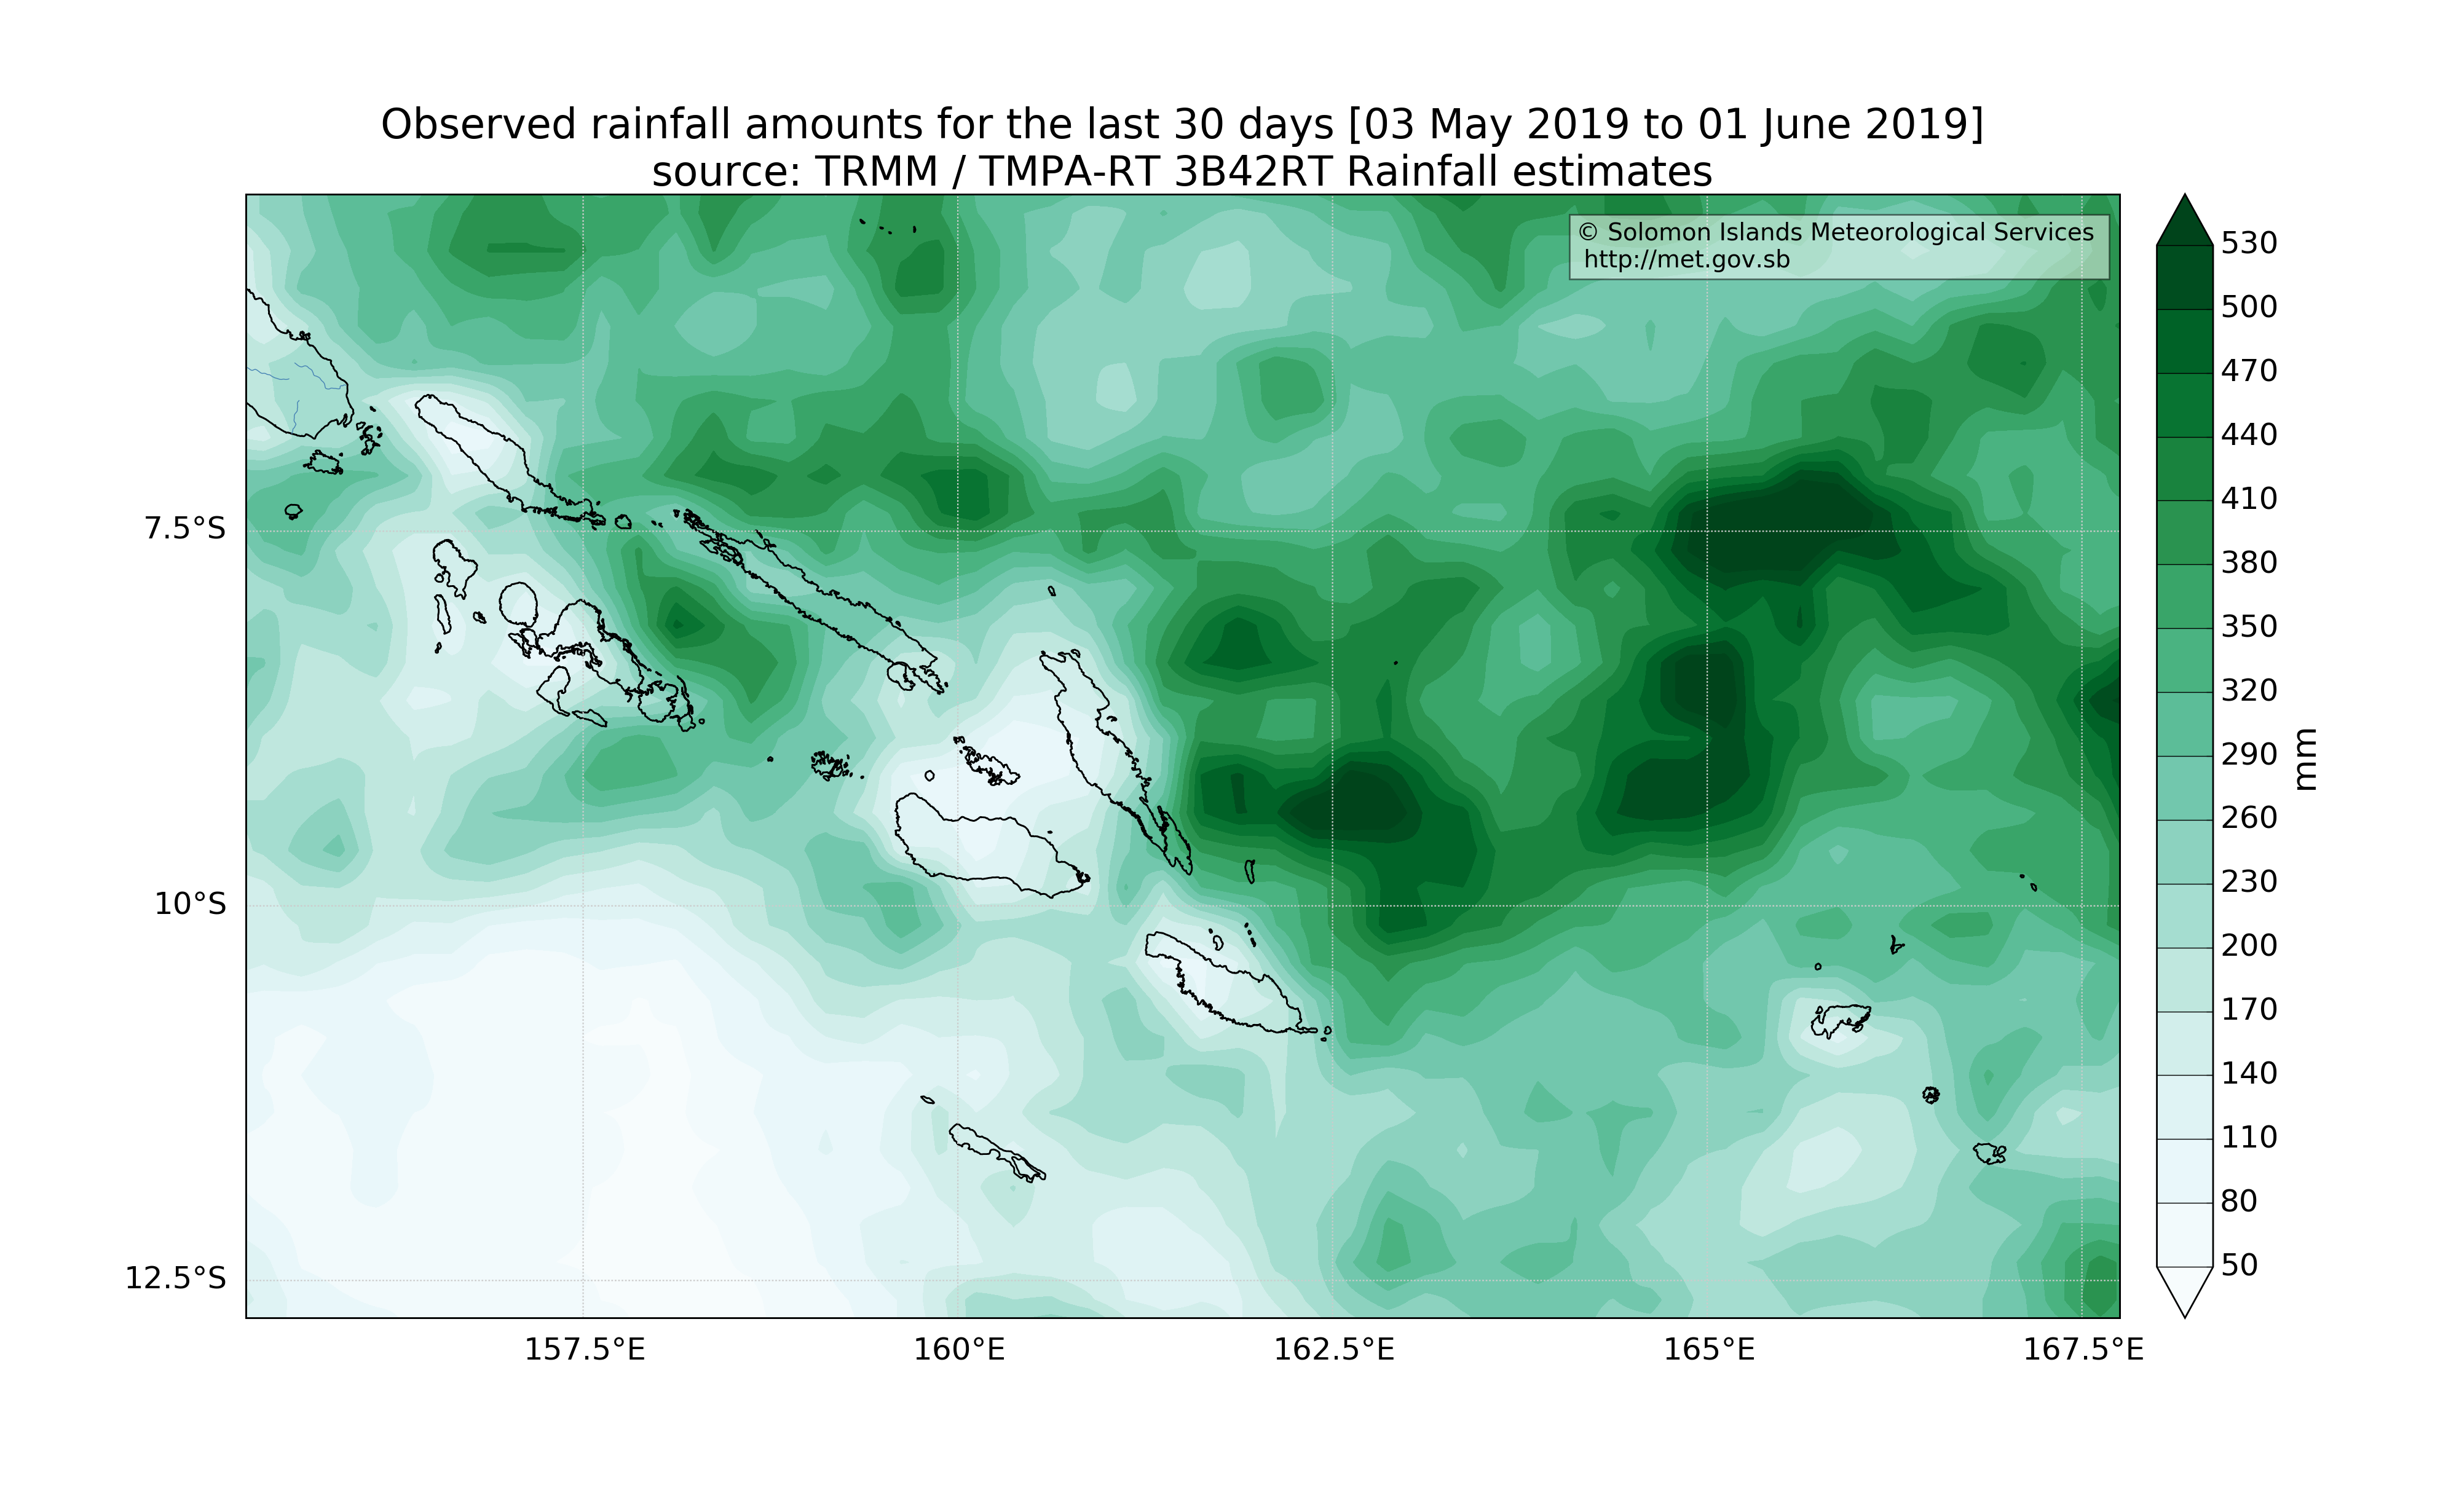 Observed rainfall amounts for the last 30 days [03 May 2019 to 01 June 2019]
source: TRMM / TMPA-RT 3B42RT Rainfall estimates
© Solomon Islands Meteorological Services
http://met.gov.sb
7.5°S
10°S
12.5°S
157.5°E
160°E
162.5°E
165°E
167.5°E
530
500
470
440
410
380
350
320
290
260
230
200
170
140
110
80
50
mm